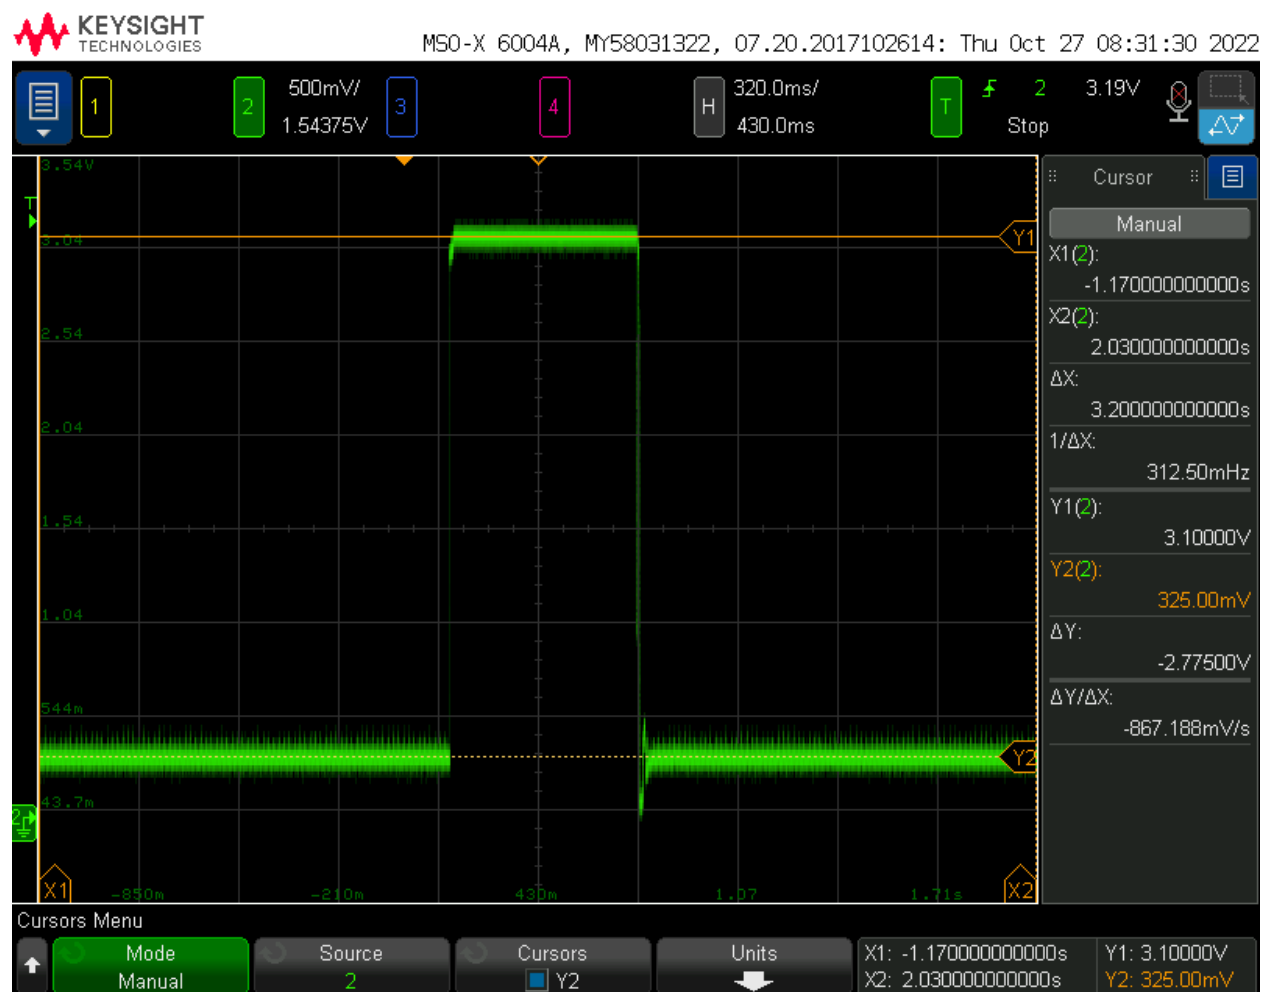 KEYSIGHT
TECHNOLOGIES
MSO-X 6004A, MY58031322, 07.20.2017102614: Thu Oct 27 08:31:30 2022
1
2
500mV/
1.54375V
3
4
H
320.0ms/
430.0ms
T
2
3.19V
Stop
3.54V
T
3.04
2.54
2.04
1.54
1.04
544m
43.7m
2
Y1
Y2
X1
X2
-850m
-210m
430m
1.07
1.71s
Cursor
Manual
X1(2):
-1.170000000000s
X2(2):
2.030000000000s
ΔX:
3.200000000000s
1/ΔX:
312.50mHz
Y1(2):
3.10000V
Y2(2):
325.00mV
ΔY:
-2.77500V
ΔY/ΔX:
-867.188mV/s
Cursors Menu
Mode
Manual
Source
2
Cursors
Y2
Units
X1: -1.170000000000s
X2: 2.030000000000s
Y1: 3.10000V
Y2: 325.00mV